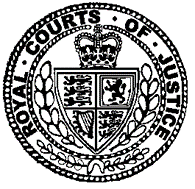 ROYAL · COURTS · OF · JUSTICE